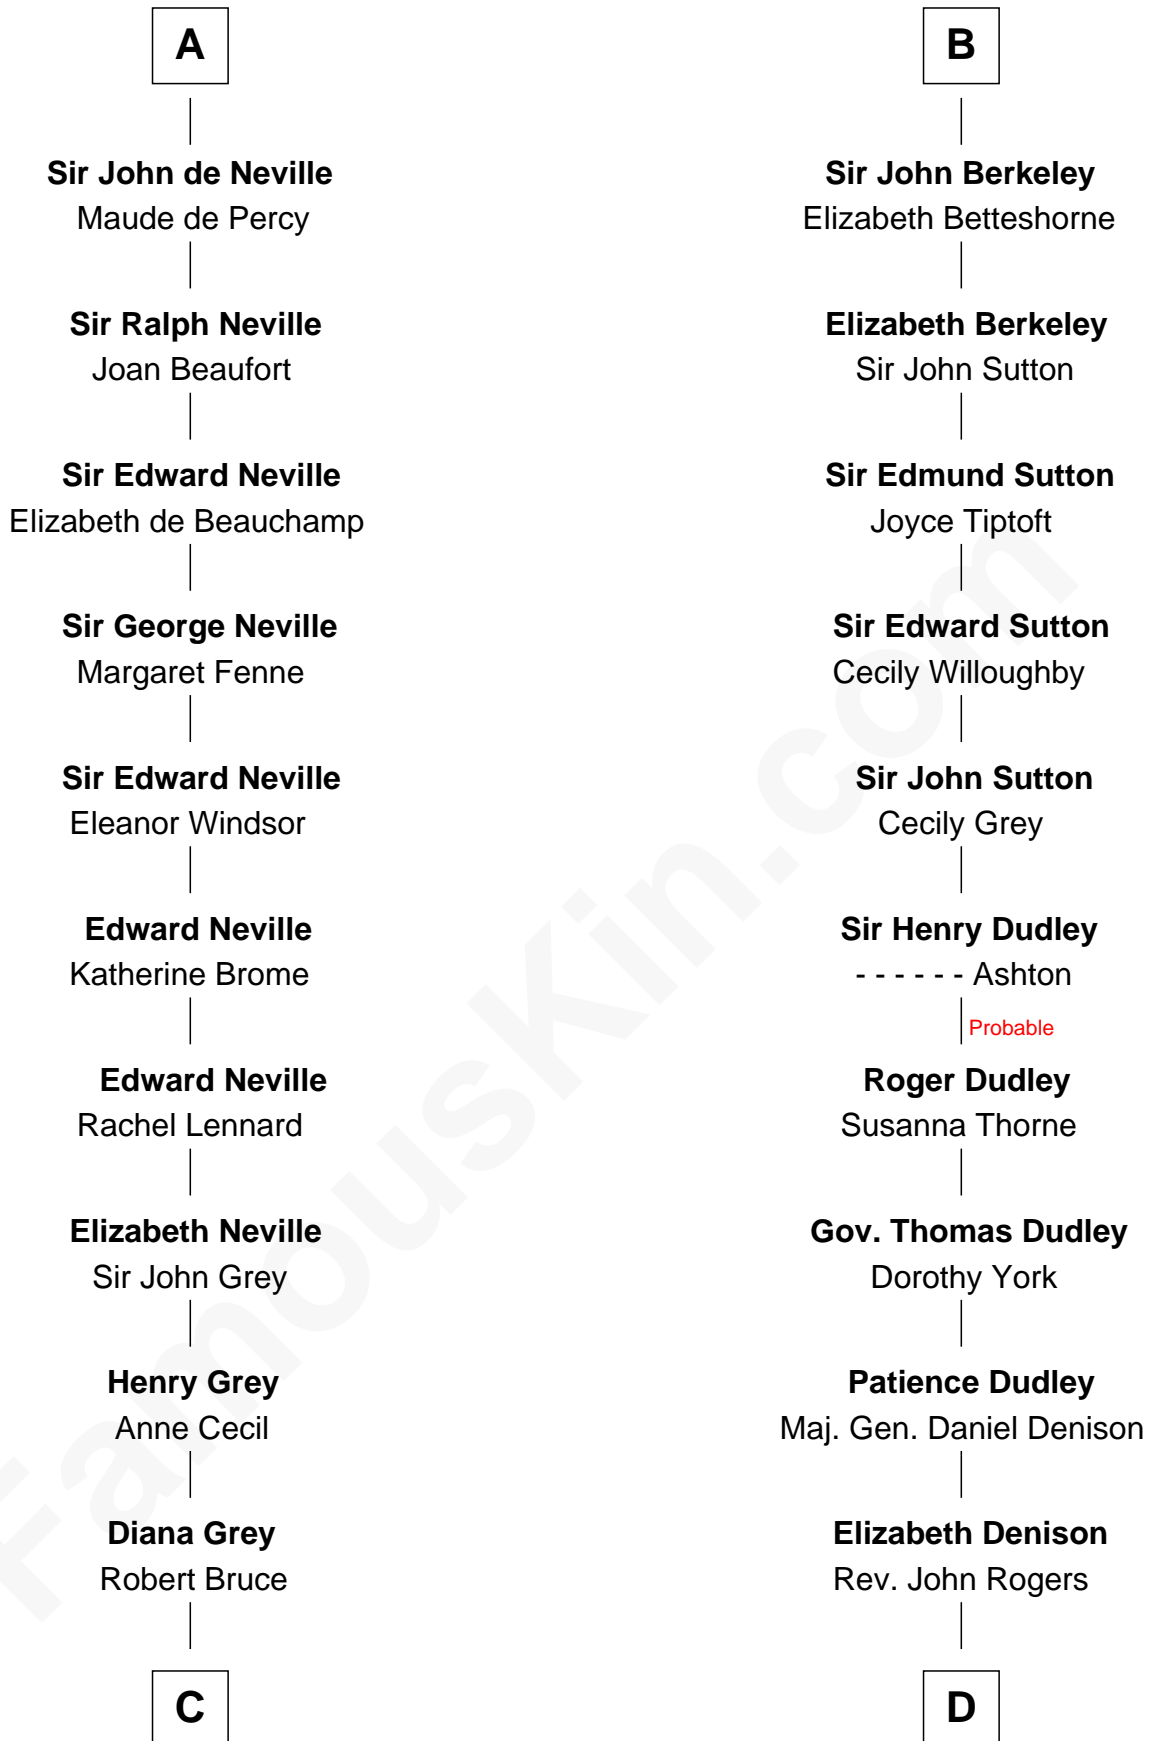 A
Sir John de Neville
Maude de Percy
Sir Ralph Neville
Joan Beaufort
Sir Edward Neville
Elizabeth de Beauchamp
Sir George Neville
Margaret Fenne
Sir Edward Neville
Eleanor Windsor
Edward Neville
Katherine Brome
Edward Neville
Rachel Lennard
Elizabeth Neville
Sir John Grey
Henry Grey
Anne Cecil
Diana Grey
Robert Bruce
C
B
Sir John Berkeley
Elizabeth Betteshorne
Elizabeth Berkeley
Sir John Sutton
Sir Edmund Sutton
Joyce Tiptoft
Sir Edward Sutton
Cecily Willoughby
Sir John Sutton
Cecily Grey
Sir Henry Dudley
- - - - - - Ashton
Probable
Roger Dudley
Susanna Thorne
Gov. Thomas Dudley
Dorothy York
Patience Dudley
Maj. Gen. Daniel Denison
Elizabeth Denison
Rev. John Rogers
D
FamousKin.com